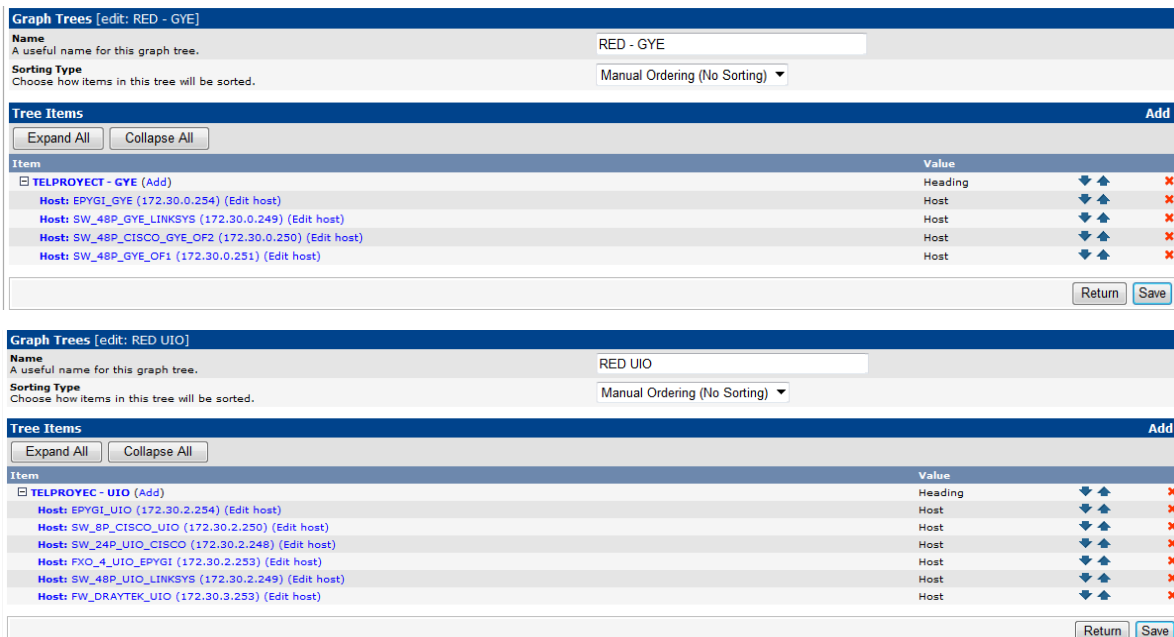 Graph Trees [edit: RED - GYE]
Name
A useful name for this graph tree.
RED - GYE
Sorting Type
Choose how items in this tree will be sorted.
Manual Ordering (No Sorting)
Tree Items Add
Expand All Collapse All
Item Value
TELPROYECT - GYE (Add) Heading
Host: EPYGI_GYE (172.30.0.254) (Edit host) Host
Host: SW_48P_GYE_LINKSYS (172.30.0.249) (Edit host) Host
Host: SW_48P_CISCO_GYE_OF2 (172.30.0.250) (Edit host) Host
Host: SW_48P_GYE_OF1 (172.30.0.251) (Edit host) Host
Return Save
Graph Trees [edit: RED UIO]
Name
A useful name for this graph tree.
RED UIO
Sorting Type
Choose how items in this tree will be sorted.
Manual Ordering (No Sorting)
Tree Items Add
Expand All Collapse All
Item Value
TELPROYEC - UIO (Add) Heading
Host: EPYGI_UIO (172.30.2.254) (Edit host) Host
Host: SW_8P_CISCO_UIO (172.30.2.250) (Edit host) Host
Host: SW_24P_UIO_CISCO (172.30.2.248) (Edit host) Host
Host: FXO_4_UIO_EPYGI (172.30.2.253) (Edit host) Host
Host: SW_48P_UIO_LINKSYS (172.30.2.249) (Edit host) Host
Host: FW_DRAYTEK_UIO (172.30.3.253) (Edit host) Host
Return Save